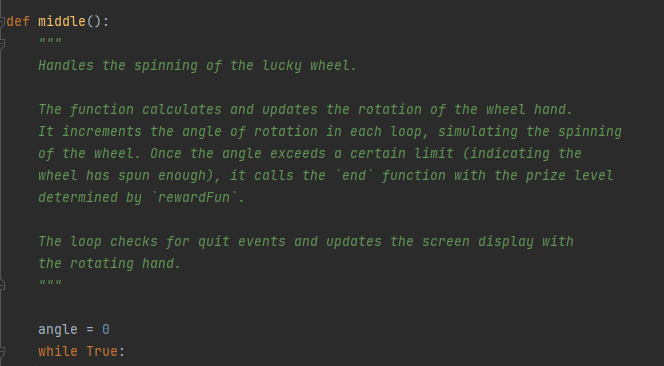 def middle():
"""
Handles the spinning of the lucky wheel.
The function calculates and updates the rotation of the wheel hand.
It increments the angle of rotation in each loop, simulating the spinning
of the wheel. Once the angle exceeds a certain limit (indicating the
wheel has spun enough), it calls the `end` function with the prize level
determined by `rewardFun`.
The loop checks for quit events and updates the screen display with
the rotating hand.
"""
angle = 0
while True: